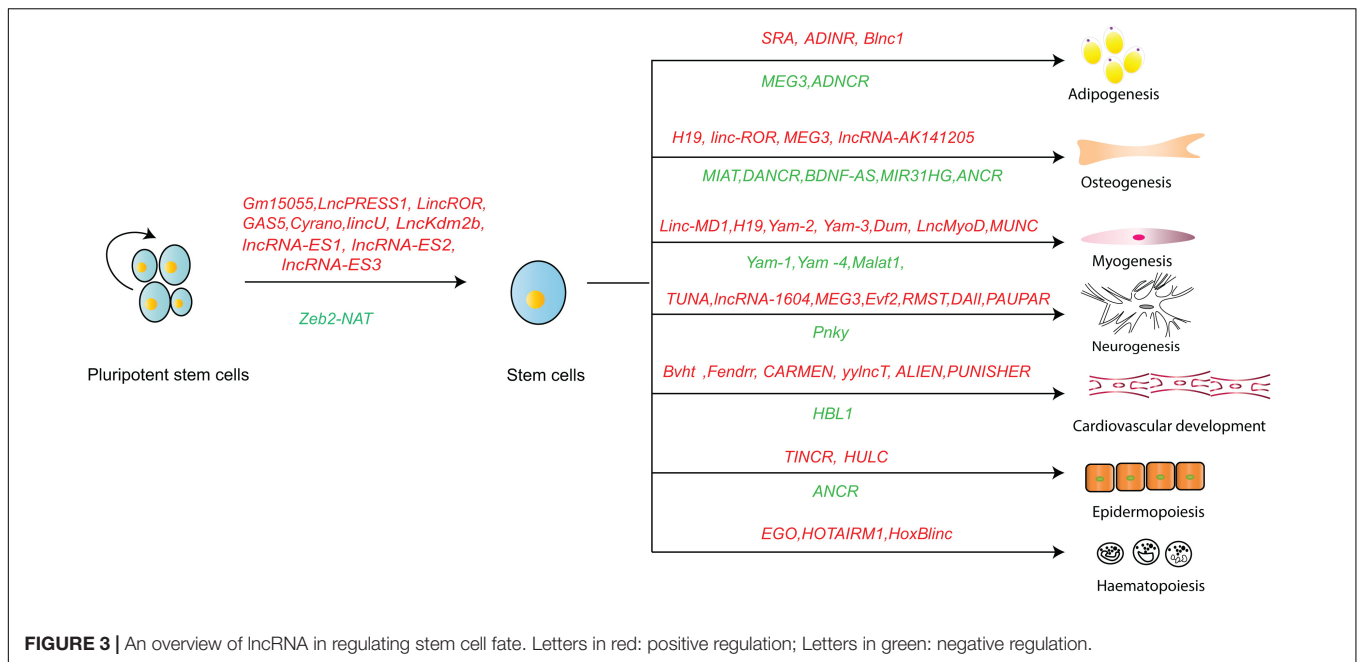 SRA, ADINR, Blnc1
MEG3,ADNCR
Adipogenesis
H19, linc-ROR, MEG3, lncRNA-AK141205
MIAT,DANCR,BDNF-AS,MIR31HG,ANCR
Osteogenesis
Gm15055,LncPRESS1, LincROR,
GAS5,Cyrano,lincU, LncKdm2b,
lncRNA-ES1, lncRNA-ES2,
lncRNA-ES3
Zeb2-NAT
Pluripotent stem cells
Stem cells
Linc-MD1,H19,Yam-2, Yam-3,Dum, LncMyoD,MUNC
Yam-1,Yam -4,Malat1,
Myogenesis
TUNA,lncRNA-1604,MEG3,Evf2,RMST,DAll,PAUPAR
Pnky
Neurogenesis
Bvht ,Fendrr, CARMEN, yylncT, ALIEN,PUNISHER
HBL1
Cardiovascular development
TINCR, HULC
ANCR
Epidermopoiesis
EGO,HOTAIRM1,HoxBlinc
Haematopoiesis
FIGURE 3 | An overview of lncRNA in regulating stem cell fate. Letters in red: positive regulation; Letters in green: negative regulation.